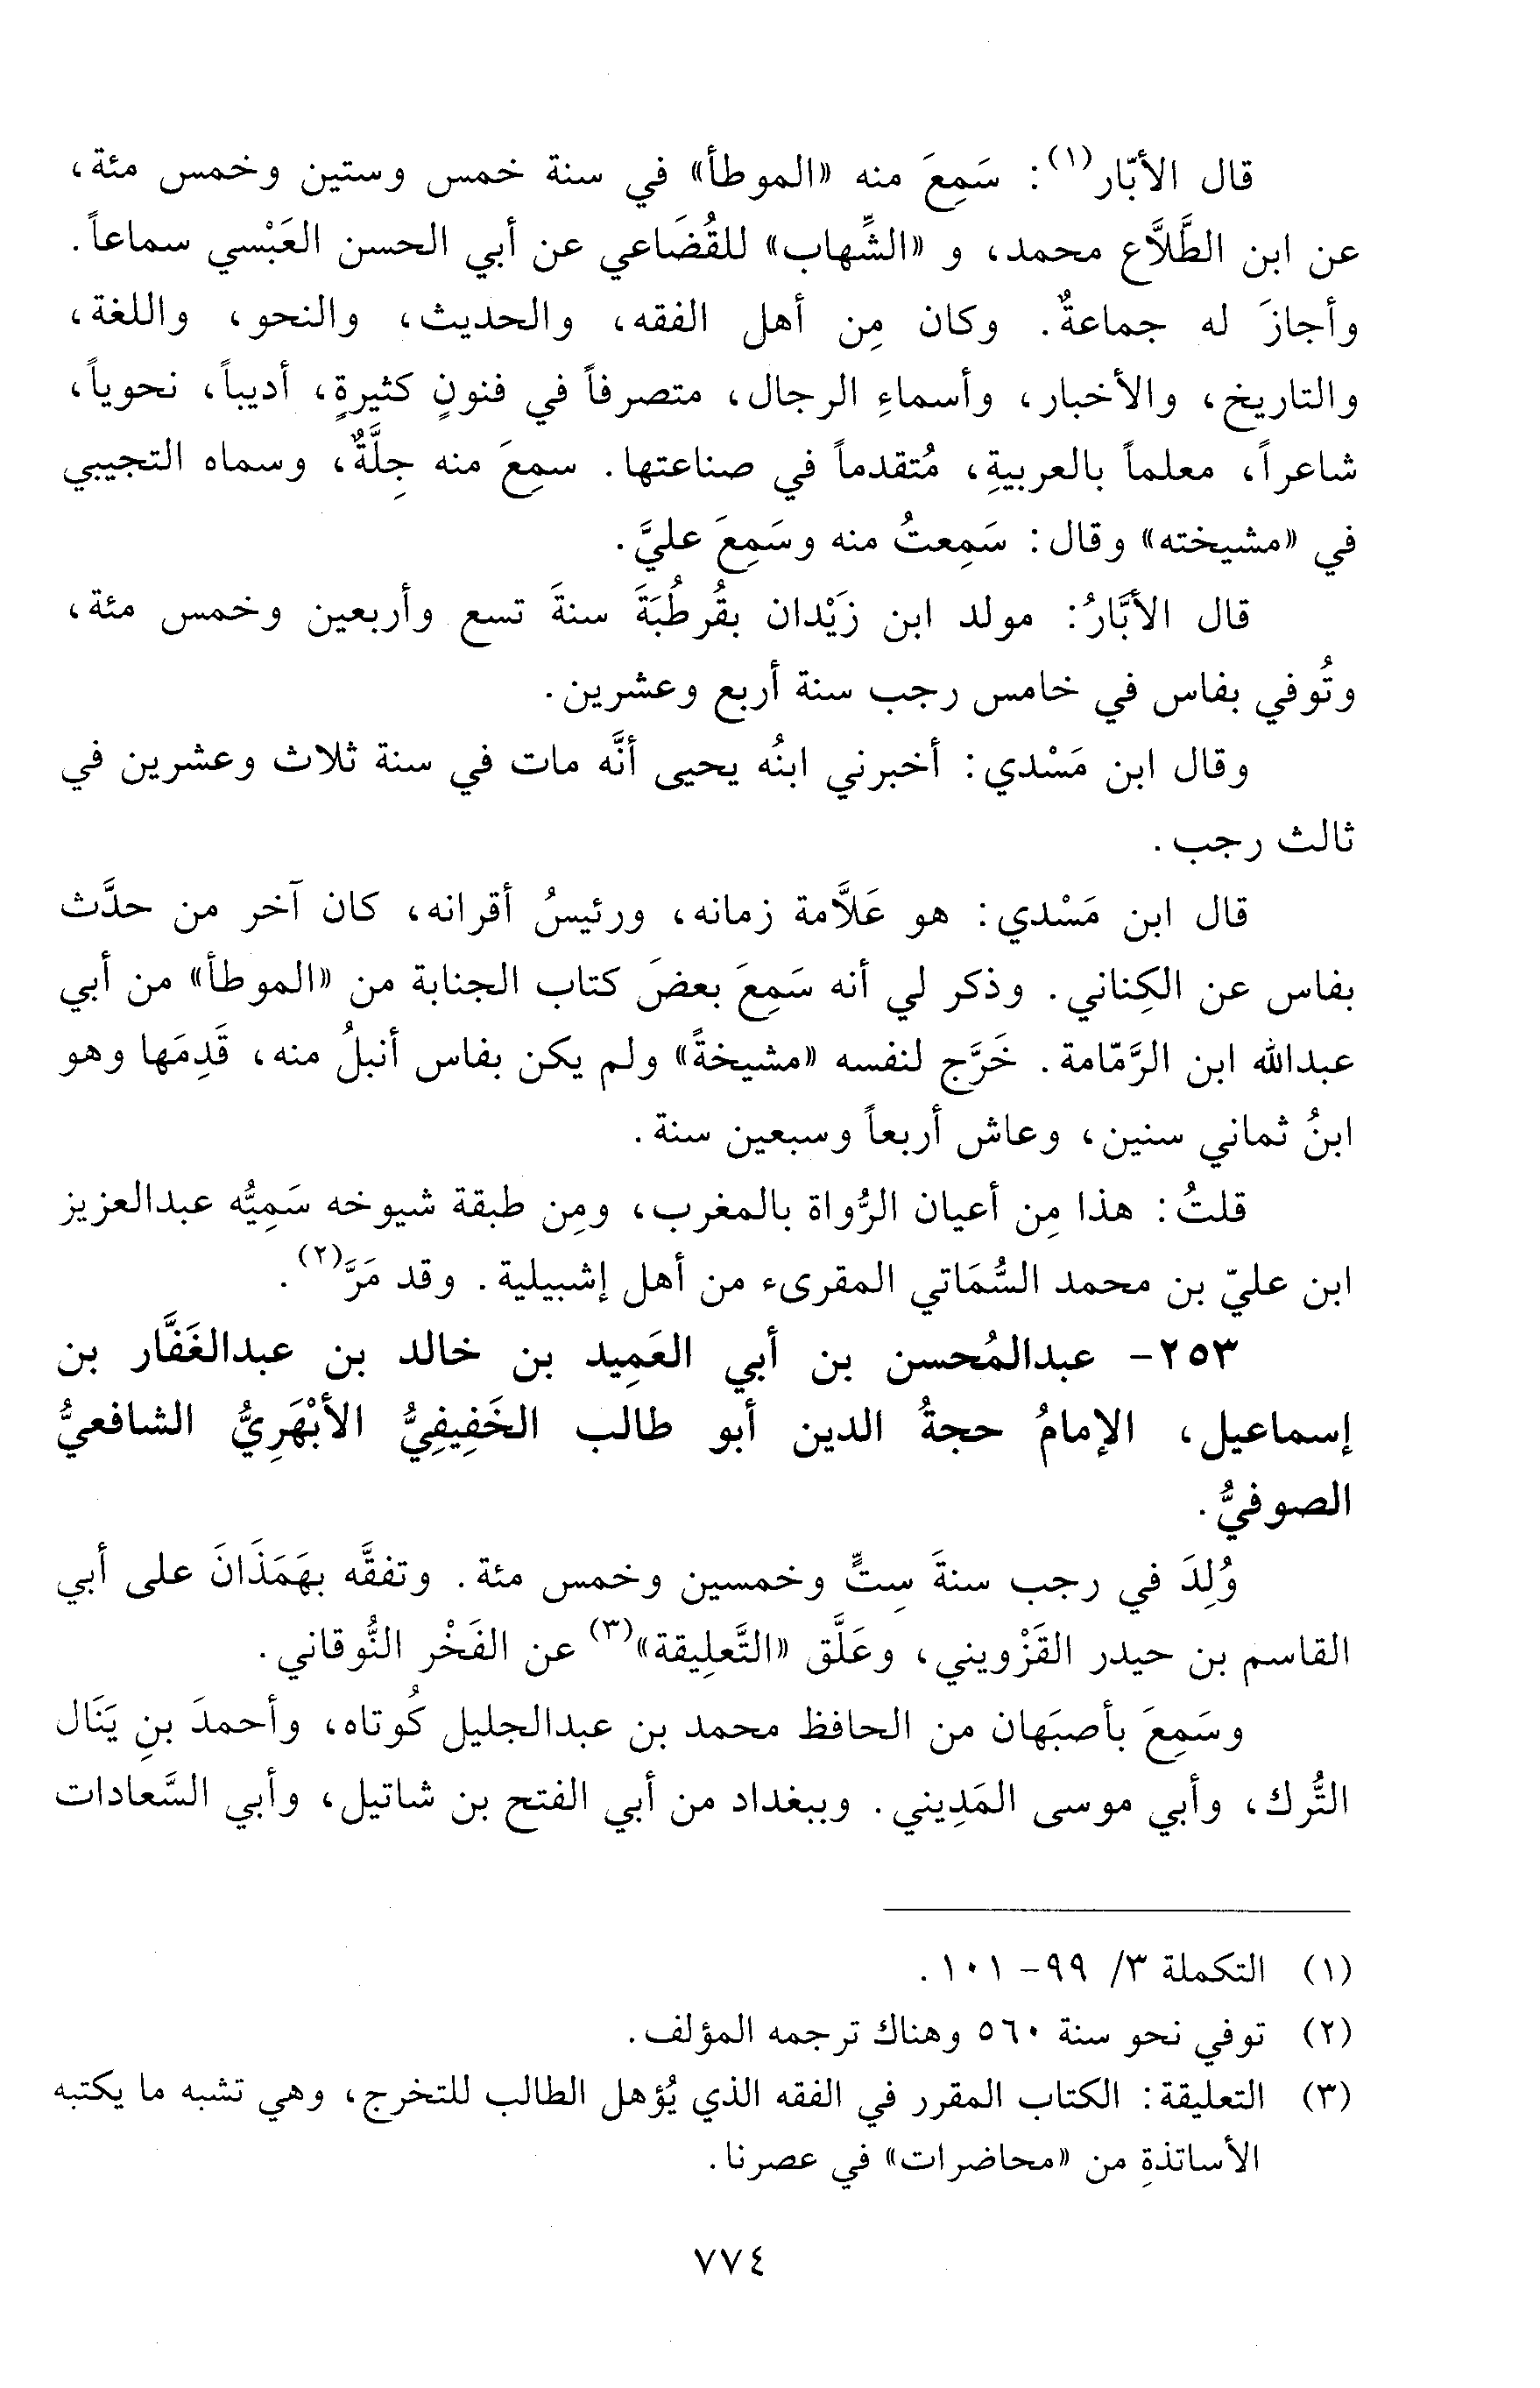 قال الأبّار(١): سَمِعَ منه «الموطأ» في سنة خمس وستين وخمس مئة،
عن ابن الطَّلَّاع محمد، و «الشِّهاب» للقُضَاعي عن أبي الحسن العَبْسي سماعاً.
وأجازَ له جماعةٌ. وكان مِن أهل الفقه، والحديث، والنحو، واللغة،
والتاريخ، والأخبار، وأسماءِ الرجال، متصرفاً في فنونٍ كثيرةٍ، أديباً، نحوياً،
شاعراً، معلماً بالعربيةِ، مُتقدماً في صناعتها. سمِعَ منه جِلَّةٌ، وسماه التجيبي
في «مشيخته» وقال: سَمِعتُ منه وسَمِعَ عليَّ.
قال الأبَّارُ: مولد ابن زَيْدان بقُرطُبَةَ سنةَ تسع وأربعين وخمس مئة،
وتُوفي بفاس في خامس رجب سنة أربع وعشرين.
وقال ابن مَسْدي: أخبرني ابنُه يحيى أنَّه مات في سنة ثلاث وعشرين في
ثالث رجب.
قال ابن مَسْدي: هو عَلاَّمة زمانه، ورئيسُ أقرانه، كان آخر من حدَّث
بفاس عن الكِناني. وذكر لي أنه سَمِعَ بعضَ كتاب الجنابة من «الموطأ» من أبي
عبدالله ابن الرَّمّامة. خَرَّج لنفسه «مشيخةً» ولم يكن بفاس أنبلُ منه، قَدِمَها وهو
ابنُ ثماني سنين، وعاش أربعاً وسبعين سنة.
قلتُ: هذا مِن أعيان الرُّواة بالمغرب، ومِن طبقة شيوخه سَمِيُّه عبدالعزيز
ابن عليّ بن محمد السُّمَاتي المقرىء من أهل إشبيلية. وقد مَرَّ(٢).
٢٥٣- عبدالمُحسن بن أبي العَمِيد بن خالد بن عبدالغَفَّار بن
إسماعيل، الإمامُ حجةُ الدين أبو طالب الخَفِيفِيُّ الأبْهَرِيُّ الشافعيُّ
الصوفيُّ.
وُلِدَ في رجب سنةَ سِتٍّ وخمسين وخمس مئة. وتفقَّه بهَمَذَانَ على أبي
القاسم بن حيدر القَزْويني، وعَلَّق «التَّعلِيقة»(٣) عن الفَخْر النُّوقاني.
وسَمِعَ بأصبَهان من الحافظ محمد بن عبدالجليل كُوتاه، وأحمدَ بنِ يَنَال
التُّرك، وأبي موسى المَدِيني. وببغداد من أبي الفتح بن شاتيل، وأبي السَّعادات
(١) التكملة ٣/ ٩٩- ١٠١.
(٢) توفي نحو سنة ٥٦٠ وهناك ترجمه المؤلف.
(٣) التعليقة: الكتاب المقرر في الفقه الذي يُؤهل الطالب للتخرج، وهي تشبه ما يكتبه
الأساتذةِ من «محاضرات» في عصرنا.
٧٧٤